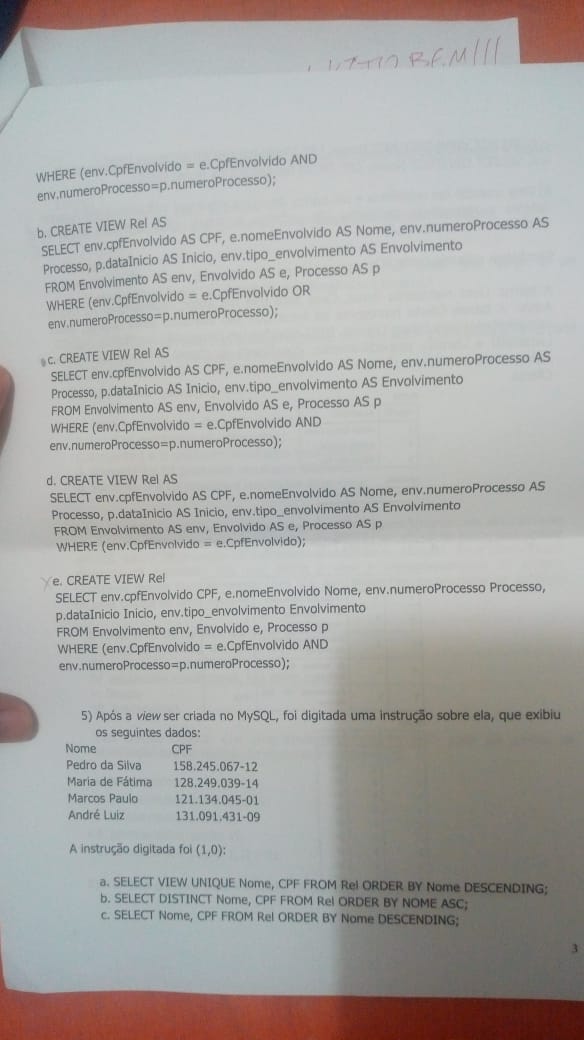 BEM!!!
WHERE (env.CpfEnvolvido = e.CpfEnvolvido AND
env.numeroProcesso=p.numeroProcesso);
b. CREATE VIEW Rel AS
SELECT env.cpfEnvolvido AS CPF, e.nomeEnvolvido AS Nome, env.numeroProcesso AS
Processo, p.dataInicio AS Inicio, env.tipo_envolvimento AS Envolvimento
FROM Envolvimento AS env, Envolvido AS e, Processo AS p
WHERE (env.CpfEnvolvido = e.CpfEnvolvido OR
env.numeroProcesso=p.numeroProcesso);
c. CREATE VIEW Rel AS
SELECT env.cpfEnvolvido AS CPF, e.nomeEnvolvido AS Nome, env.numeroProcesso AS
Processo, p.dataInicio AS Inicio, env.tipo_envolvimento AS Envolvimento
FROM Envolvimento AS env, Envolvido AS e, Processo AS p
WHERE (env.CpfEnvolvido = e.CpfEnvolvido AND
env.numeroProcesso=p.numeroProcesso);
d. CREATE VIEW Rel AS
SELECT env.cpfEnvolvido AS CPF, e.nomeEnvolvido AS Nome, env.numeroProcesso AS
Processo, p.dataInicio AS Inicio, env.tipo_envolvimento AS Envolvimento
FROM Envolvimento AS env, Envolvido AS e, Processo AS p
WHERE (env.CpfEnvolvido = e.CpfEnvolvido);
e. CREATE VIEW Rel
SELECT env.cpfEnvolvido CPF, e.nomeEnvolvido Nome, env.numeroProcesso Processo,
p.dataInicio Inicio, env.tipo_envolvimento Envolvimento
FROM Envolvimento env, Envolvido e, Processo p
WHERE (env.CpfEnvolvido = e.CpfEnvolvido AND
env.numeroProcesso=p.numeroProcesso);
5) Após a view ser criada no MySQL, foi digitada uma instrução sobre ela, que exibiu
os seguintes dados:
Nome CPF
Pedro da Silva 158.245.067-12
Maria de Fátima 128.249.039-14
Marcos Paulo 121.134.045-01
André Luiz 131.091.431-09
A instrução digitada foi (1,0):
a. SELECT VIEW UNIQUE Nome, CPF FROM Rel ORDER BY Nome DESCENDING;
b. SELECT DISTINCT Nome, CPF FROM Rel ORDER BY NOME ASC;
c. SELECT Nome, CPF FROM Rel ORDER BY Nome DESCENDING;
3